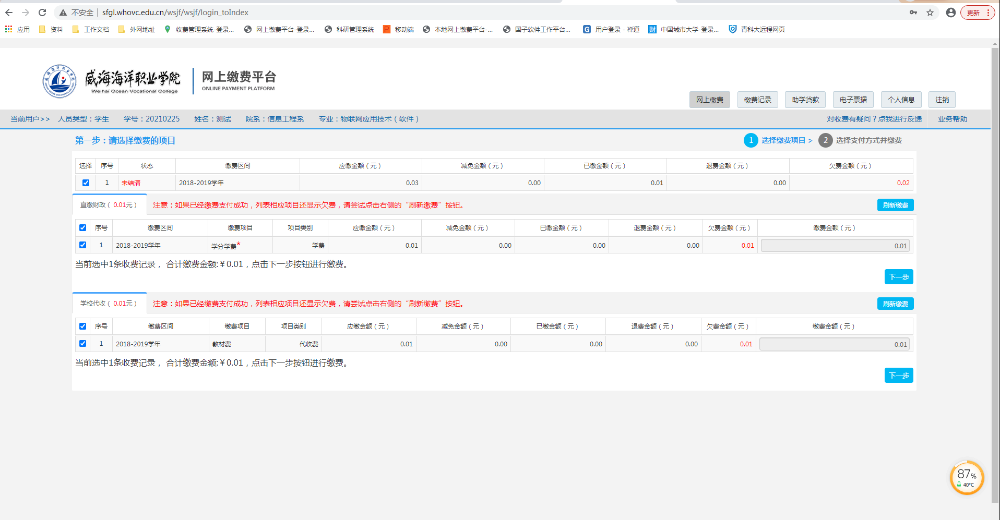 不安全 sfgl.whovc.edu.cn/wsjf/wsjf/login_toIndex 更新
应用 资料 工作文档 外网地址 收费管理系统-登录... 网上缴费平台-登录... 科研管理系统 移动端 本地网上缴费平台-... 国子软件工作平台... 用户登录 - 禅道 中国城市大学-登录... 青科大远程网页
威海海洋职业学院 网上缴费平台
Weihai Ocean Vocational College ONLINE PAYMENT PLATFORM
网上缴费 缴费记录 助学贷款 电子票据 个人信息 注销
当前用户>> 人员类型：学生 学号：20210225 姓名：测试 院系：信息工程系 专业：物联网应用技术（软件） 对收费有疑问？点我进行反馈 业务帮助
第一步：请选择缴费的项目 1 选择缴费项目 > 2 选择支付方式并缴费
选择 序号 状态 缴费区间 应缴金额（元） 减免金额（元） 已缴金额（元） 退费金额（元） 欠费金额（元）
1 未结清 2018-2019学年 0.03 0.00 0.01 0.00 0.02
直缴财政（ 0.01元） 注意：如果已经缴费支付成功，列表相应项目还显示欠费，请尝试点击右侧的“刷新缴费”按钮。 刷新缴费
序号 缴费区间 缴费项目 项目类别 应缴金额（元） 减免金额（元） 已缴金额（元） 退费金额（元） 欠费金额（元） 缴费金额（元）
1 2018-2019学年 学分学费* 学费 0.01 0.00 0.00 0.00 0.01 0.01
当前选中1条收费记录， 合计缴费金额:￥0.01，点击下一步按钮进行缴费。
下一步
学校代收（ 0.01元） 注意：如果已经缴费支付成功，列表相应项目还显示欠费，请尝试点击右侧的“刷新缴费”按钮。 刷新缴费
序号 缴费区间 缴费项目 项目类别 应缴金额（元） 减免金额（元） 已缴金额（元） 退费金额（元） 欠费金额（元） 缴费金额（元）
1 2018-2019学年 教材费 代收费 0.01 0.00 0.00 0.00 0.01 0.01
当前选中1条收费记录， 合计缴费金额:￥0.01，点击下一步按钮进行缴费。
下一步
87%
40°C